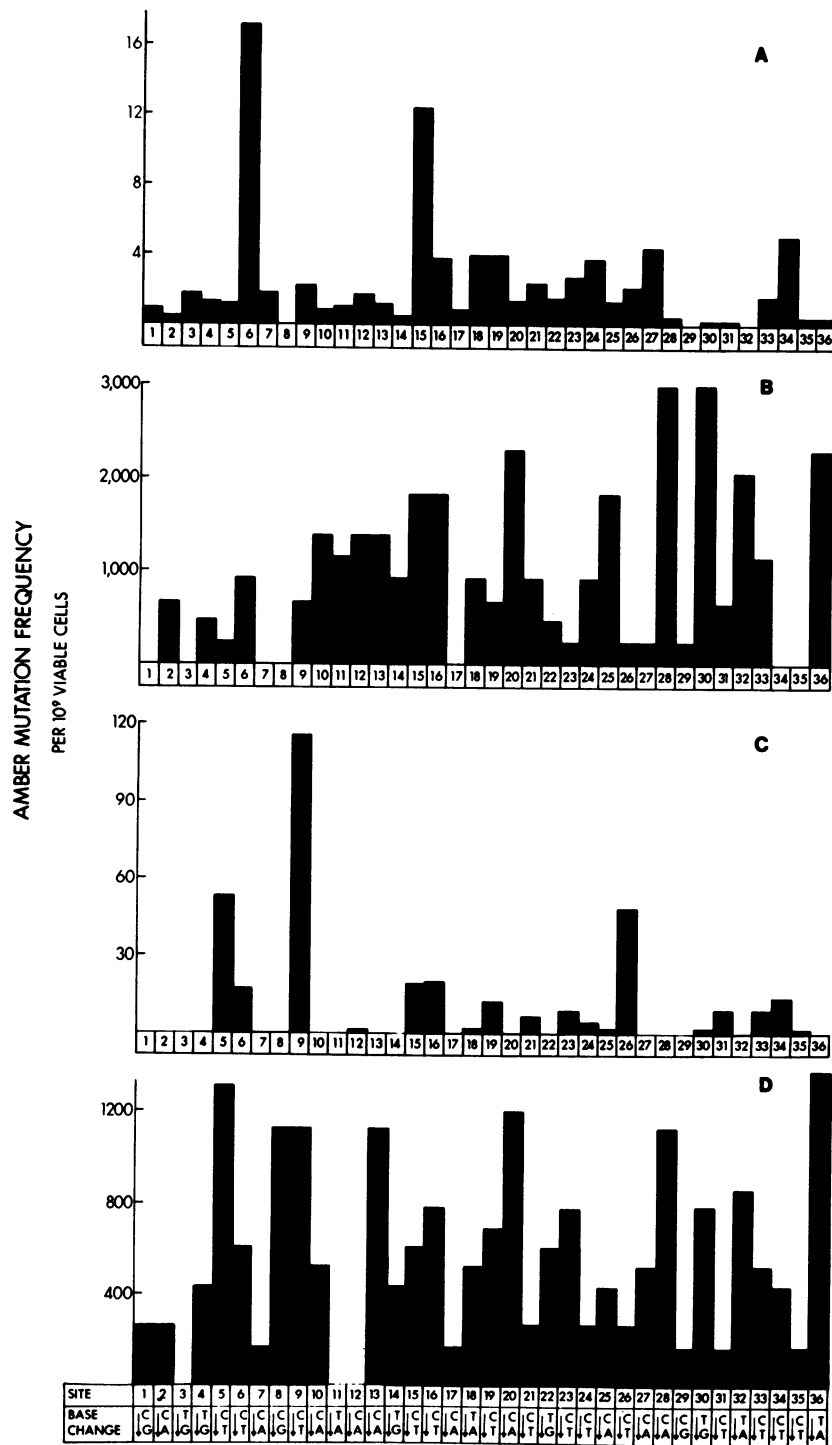 16
12
8
4
A
1 2 3 4 5 6 7 8 9 10 11 12 13 14 15 16 17 18 19 20 21 22 23 24 25 26 27 28 29 30 31 32 33 34 35 36
3,000
2,000
1,000
B
1 2 3 4 5 6 7 8 9 10 11 12 13 14 15 16 17 18 19 20 21 22 23 24 25 26 27 28 29 30 31 32 33 34 35 36
AMBER MUTATION FREQUENCY
PER 10⁹ VIABLE CELLS
120
90
60
30
C
1 2 3 4 5 6 7 8 9 10 11 12 13 14 15 16 17 18 19 20 21 22 23 24 25 26 27 28 29 30 31 32 33 34 35 36
1200
800
400
D
SITE 1 2 3 4 5 6 7 8 9 10 11 12 13 14 15 16 17 18 19 20 21 22 23 24 25 26 27 28 29 30 31 32 33 34 35 36
BASE C C T T C C C C C C T C C T C C C T C C C T C C C C C C C T C T C C C T
CHANGE ↓G ↓A ↓G ↓G ↓T ↓T ↓A ↓G ↓T ↓A ↓A ↓A ↓A ↓G ↓T ↓T ↓A ↓A ↓T ↓A ↓T ↓G ↓T ↓T ↓A ↓T ↓A ↓A ↓G ↓G ↓T ↓A ↓T ↓T ↓A